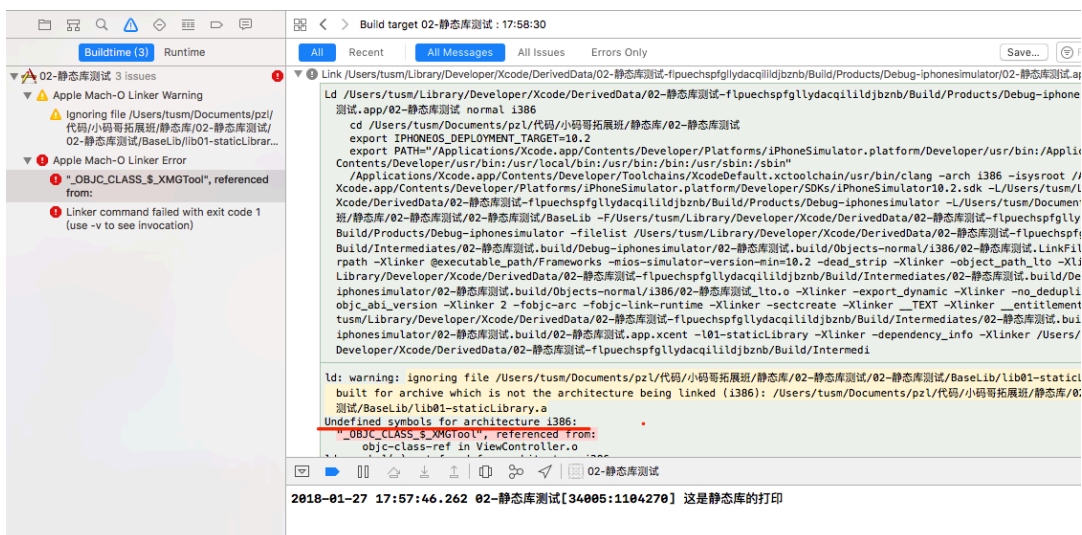 Build target 02-静态库测试 : 17:58:30
Buildtime (3) Runtime
All Recent All Messages All Issues Errors Only Save...
02-静态库测试 3 issues
Apple Mach-O Linker Warning
Ignoring file /Users/tusm/Documents/pzl/
代码/小码哥拓展班/静态库/02-静态库测试/
02-静态库测试/BaseLib/lib01-staticLibrar...
Apple Mach-O Linker Error
"_OBJC_CLASS_$_XMGTool", referenced
from:
Linker command failed with exit code 1
(use -v to see invocation)
Link /Users/tusm/Library/Developer/Xcode/DerivedData/02-静态库测试-flpuechspfgllydacqilildjbznb/Build/Products/Debug-iphonesimulator/02-静态库测试.ap
Ld /Users/tusm/Library/Developer/Xcode/DerivedData/02-静态库测试-flpuechspfgllydacqilildjbznb/Build/Products/Debug-iphone
测试.app/02-静态库测试 normal i386
cd /Users/tusm/Documents/pzl/代码/小码哥拓展班/静态库/02-静态库测试
export IPHONEOS_DEPLOYMENT_TARGET=10.2
export PATH="/Applications/Xcode.app/Contents/Developer/Platforms/iPhoneSimulator.platform/Developer/usr/bin:/Applic
Contents/Developer/usr/bin:/usr/local/bin:/usr/bin:/bin:/usr/sbin:/sbin"
/Applications/Xcode.app/Contents/Developer/Toolchains/XcodeDefault.xctoolchain/usr/bin/clang -arch i386 -isysroot /A
Xcode.app/Contents/Developer/Platforms/iPhoneSimulator.platform/Developer/SDKs/iPhoneSimulator10.2.sdk -L/Users/tusm/L
Xcode/DerivedData/02-静态库测试-flpuechspfgllydacqilildjbznb/Build/Products/Debug-iphonesimulator -L/Users/tusm/Documen
班/静态库/02-静态库测试/02-静态库测试/BaseLib -F/Users/tusm/Library/Developer/Xcode/DerivedData/02-静态库测试-flpuechspfglly
Build/Products/Debug-iphonesimulator -filelist /Users/tusm/Library/Developer/Xcode/DerivedData/02-静态库测试-flpuechspfg
Build/Intermediates/02-静态库测试.build/Debug-iphonesimulator/02-静态库测试.build/Objects-normal/i386/02-静态库测试.LinkFil
rpath -Xlinker @executable_path/Frameworks -mios-simulator-version-min=10.2 -dead_strip -Xlinker -object_path_lto -Xli
Library/Developer/Xcode/DerivedData/02-静态库测试-flpuechspfgllydacqilildjbznb/Build/Intermediates/02-静态库测试.build/De
iphonesimulator/02-静态库测试.build/Objects-normal/i386/02-静态库测试_lto.o -Xlinker -export_dynamic -Xlinker -no_dedupli
objc_abi_version -Xlinker 2 -fobjc-arc -fobjc-link-runtime -Xlinker -sectcreate -Xlinker __TEXT -Xlinker __entitlement
tusm/Library/Developer/Xcode/DerivedData/02-静态库测试-flpuechspfgllydacqilildjbznb/Build/Intermediates/02-静态库测试.bui
iphonesimulator/02-静态库测试.build/02-静态库测试.app.xcent -l01-staticLibrary -Xlinker -dependency_info -Xlinker /Users/
Developer/Xcode/DerivedData/02-静态库测试-flpuechspfgllydacqilildjbznb/Build/Intermedi
ld: warning: ignoring file /Users/tusm/Documents/pzl/代码/小码哥拓展班/静态库/02-静态库测试/02-静态库测试/BaseLib/lib01-staticL
built for archive which is not the architecture being linked (i386): /Users/tusm/Documents/pzl/代码/小码哥拓展班/静态库/02
测试/BaseLib/lib01-staticLibrary.a
Undefined symbols for architecture i386:
"_OBJC_CLASS_$_XMGTool", referenced from:
objc-class-ref in ViewController.o
02-静态库测试
2018-01-27 17:57:46.262 02-静态库测试[34005:1104270] 这是静态库的打印